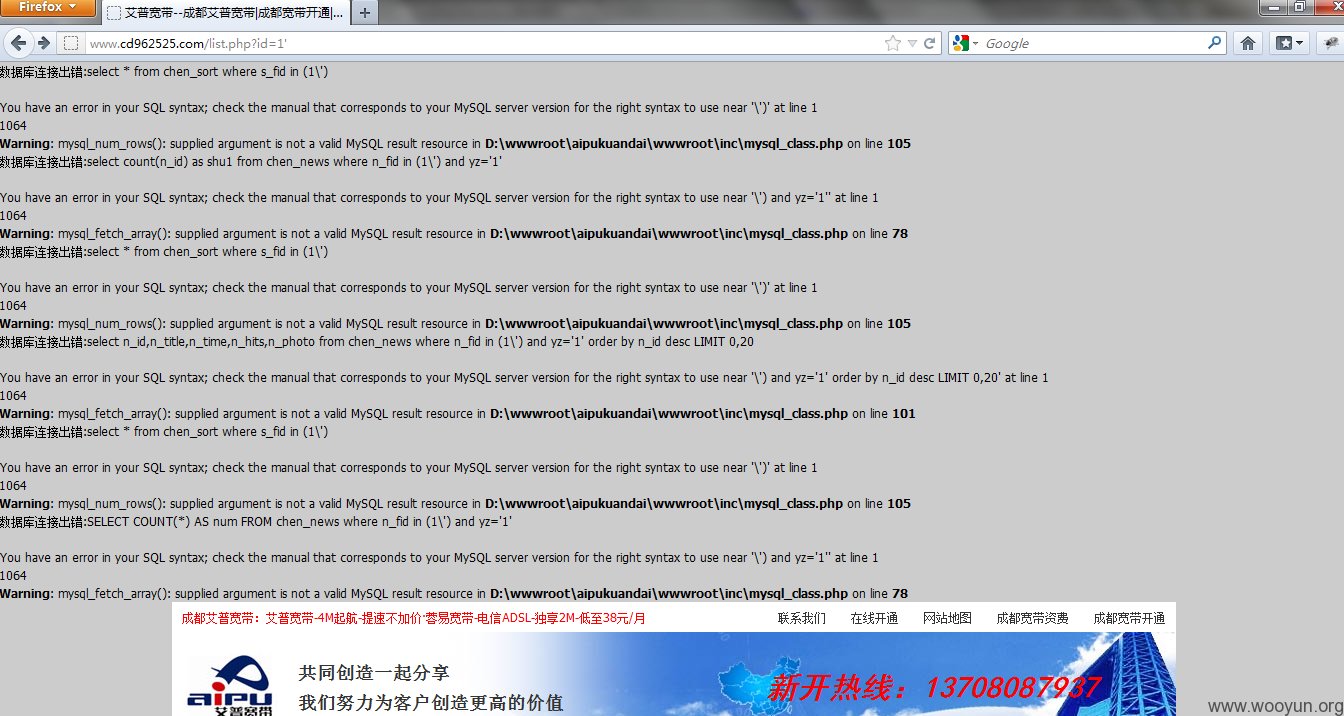 Firefox
艾普宽带--成都艾普宽带|成都宽带开通|...
www.cd962525.com/list.php?id=1'
Google
数据库连接出错:select * from chen_sort where s_fid in (1\')
You have an error in your SQL syntax; check the manual that corresponds to your MySQL server version for the right syntax to use near '\')' at line 1
1064
Warning: mysql_num_rows(): supplied argument is not a valid MySQL result resource in D:\wwwroot\aipukuandai\wwwroot\inc\mysql_class.php on line 105
数据库连接出错:select count(n_id) as shu1 from chen_news where n_fid in (1\') and yz='1'
You have an error in your SQL syntax; check the manual that corresponds to your MySQL server version for the right syntax to use near '\') and yz='1'' at line 1
1064
Warning: mysql_fetch_array(): supplied argument is not a valid MySQL result resource in D:\wwwroot\aipukuandai\wwwroot\inc\mysql_class.php on line 78
数据库连接出错:select * from chen_sort where s_fid in (1\')
You have an error in your SQL syntax; check the manual that corresponds to your MySQL server version for the right syntax to use near '\')' at line 1
1064
Warning: mysql_num_rows(): supplied argument is not a valid MySQL result resource in D:\wwwroot\aipukuandai\wwwroot\inc\mysql_class.php on line 105
数据库连接出错:select n_id,n_title,n_time,n_hits,n_photo from chen_news where n_fid in (1\') and yz='1' order by n_id desc LIMIT 0,20
You have an error in your SQL syntax; check the manual that corresponds to your MySQL server version for the right syntax to use near '\') and yz='1' order by n_id desc LIMIT 0,20' at line 1
1064
Warning: mysql_fetch_array(): supplied argument is not a valid MySQL result resource in D:\wwwroot\aipukuandai\wwwroot\inc\mysql_class.php on line 101
数据库连接出错:select * from chen_sort where s_fid in (1\')
You have an error in your SQL syntax; check the manual that corresponds to your MySQL server version for the right syntax to use near '\')' at line 1
1064
Warning: mysql_num_rows(): supplied argument is not a valid MySQL result resource in D:\wwwroot\aipukuandai\wwwroot\inc\mysql_class.php on line 105
数据库连接出错:SELECT COUNT(*) AS num FROM chen_news where n_fid in (1\') and yz='1'
You have an error in your SQL syntax; check the manual that corresponds to your MySQL server version for the right syntax to use near '\') and yz='1'' at line 1
1064
Warning: mysql_fetch_array(): supplied argument is not a valid MySQL result resource in D:\wwwroot\aipukuandai\wwwroot\inc\mysql_class.php on line 78
成都艾普宽带：艾普宽带-4M起航-提速不加价·蓉易宽带-电信ADSL-独享2M-低至38元/月
联系我们 在线开通 网站地图 成都宽带资费 成都宽带开通
共同创造一起分享
我们努力为客户创造更高的价值
aipu 艾普宽带
新开热线：13708087937
www.wooyun.org